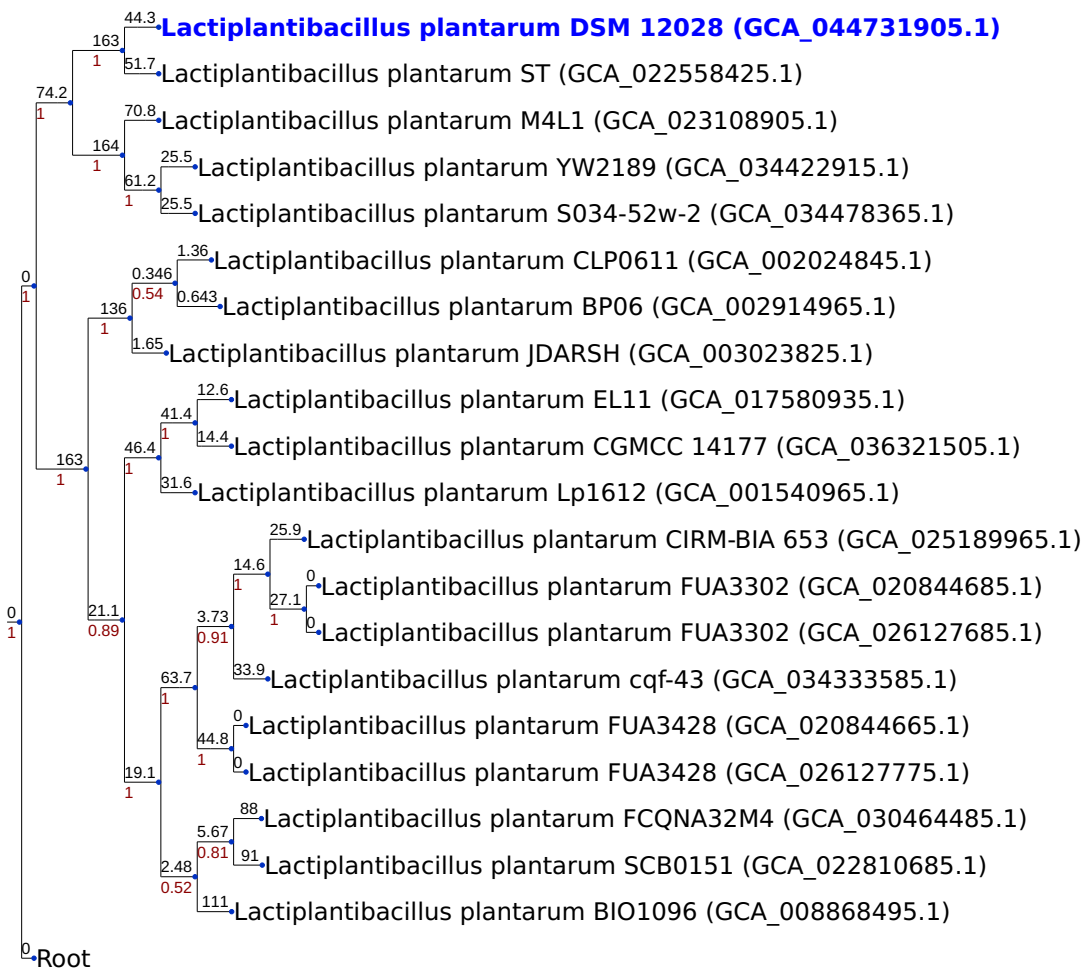 44.3
Lactiplantibacillus plantarum DSM 12028 (GCA_044731905.1)
163
1
51.7
Lactiplantibacillus plantarum ST (GCA_022558425.1)
74.2
1
70.8
Lactiplantibacillus plantarum M4L1 (GCA_023108905.1)
164
1
25.5
Lactiplantibacillus plantarum YW2189 (GCA_034422915.1)
61.2
1
25.5
Lactiplantibacillus plantarum S034-52w-2 (GCA_034478365.1)
0
1
1.36
Lactiplantibacillus plantarum CLP0611 (GCA_002024845.1)
0.346
0.54
0.643
Lactiplantibacillus plantarum BP06 (GCA_002914965.1)
136
1
1.65
Lactiplantibacillus plantarum JDARSH (GCA_003023825.1)
12.6
Lactiplantibacillus plantarum EL11 (GCA_017580935.1)
41.4
1
14.4
Lactiplantibacillus plantarum CGMCC 14177 (GCA_036321505.1)
46.4
1
163
1
31.6
Lactiplantibacillus plantarum Lp1612 (GCA_001540965.1)
25.9
Lactiplantibacillus plantarum CIRM-BIA 653 (GCA_025189965.1)
14.6
1
0
Lactiplantibacillus plantarum FUA3302 (GCA_020844685.1)
27.1
1
0
Lactiplantibacillus plantarum FUA3302 (GCA_026127685.1)
3.73
0.91
21.1
0.89
0
1
33.9
Lactiplantibacillus plantarum cqf-43 (GCA_034333585.1)
63.7
1
0
Lactiplantibacillus plantarum FUA3428 (GCA_020844665.1)
44.8
1
0
Lactiplantibacillus plantarum FUA3428 (GCA_026127775.1)
19.1
1
88
Lactiplantibacillus plantarum FCQNA32M4 (GCA_030464485.1)
5.67
0.81
91
Lactiplantibacillus plantarum SCB0151 (GCA_022810685.1)
2.48
0.52
111
Lactiplantibacillus plantarum BIO1096 (GCA_008868495.1)
0
Root